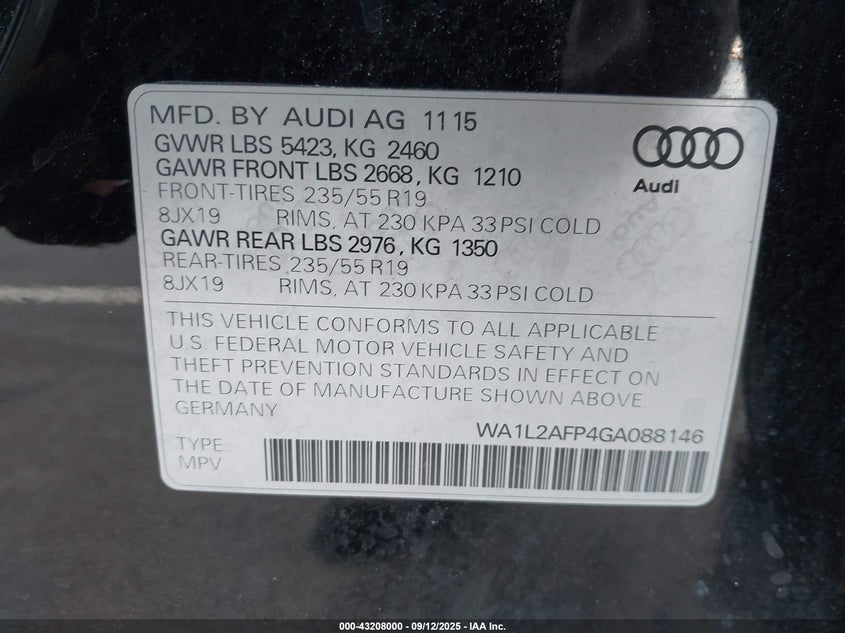 MFD. BY AUDI AG 11 15
GVWR LBS 5423, KG 2460
GAWR FRONT LBS 2668, KG 1210
FRONT-TIRES 235/55 R19
8JX19 RIMS, AT 230 KPA 33 PSI COLD
GAWR REAR LBS 2976, KG 1350
REAR-TIRES 235/55 R19
8JX19 RIMS, AT 230 KPA 33 PSI COLD
Audi
THIS VEHICLE CONFORMS TO ALL APPLICABLE
U.S. FEDERAL MOTOR VEHICLE SAFETY AND
THEFT PREVENTION STANDARDS IN EFFECT ON
THE DATE OF MANUFACTURE SHOWN ABOVE
GERMANY
WA1L2AFP4GA088146
TYPE:
MPV
000-43208000 - 09/12/2025 - IAA Inc.